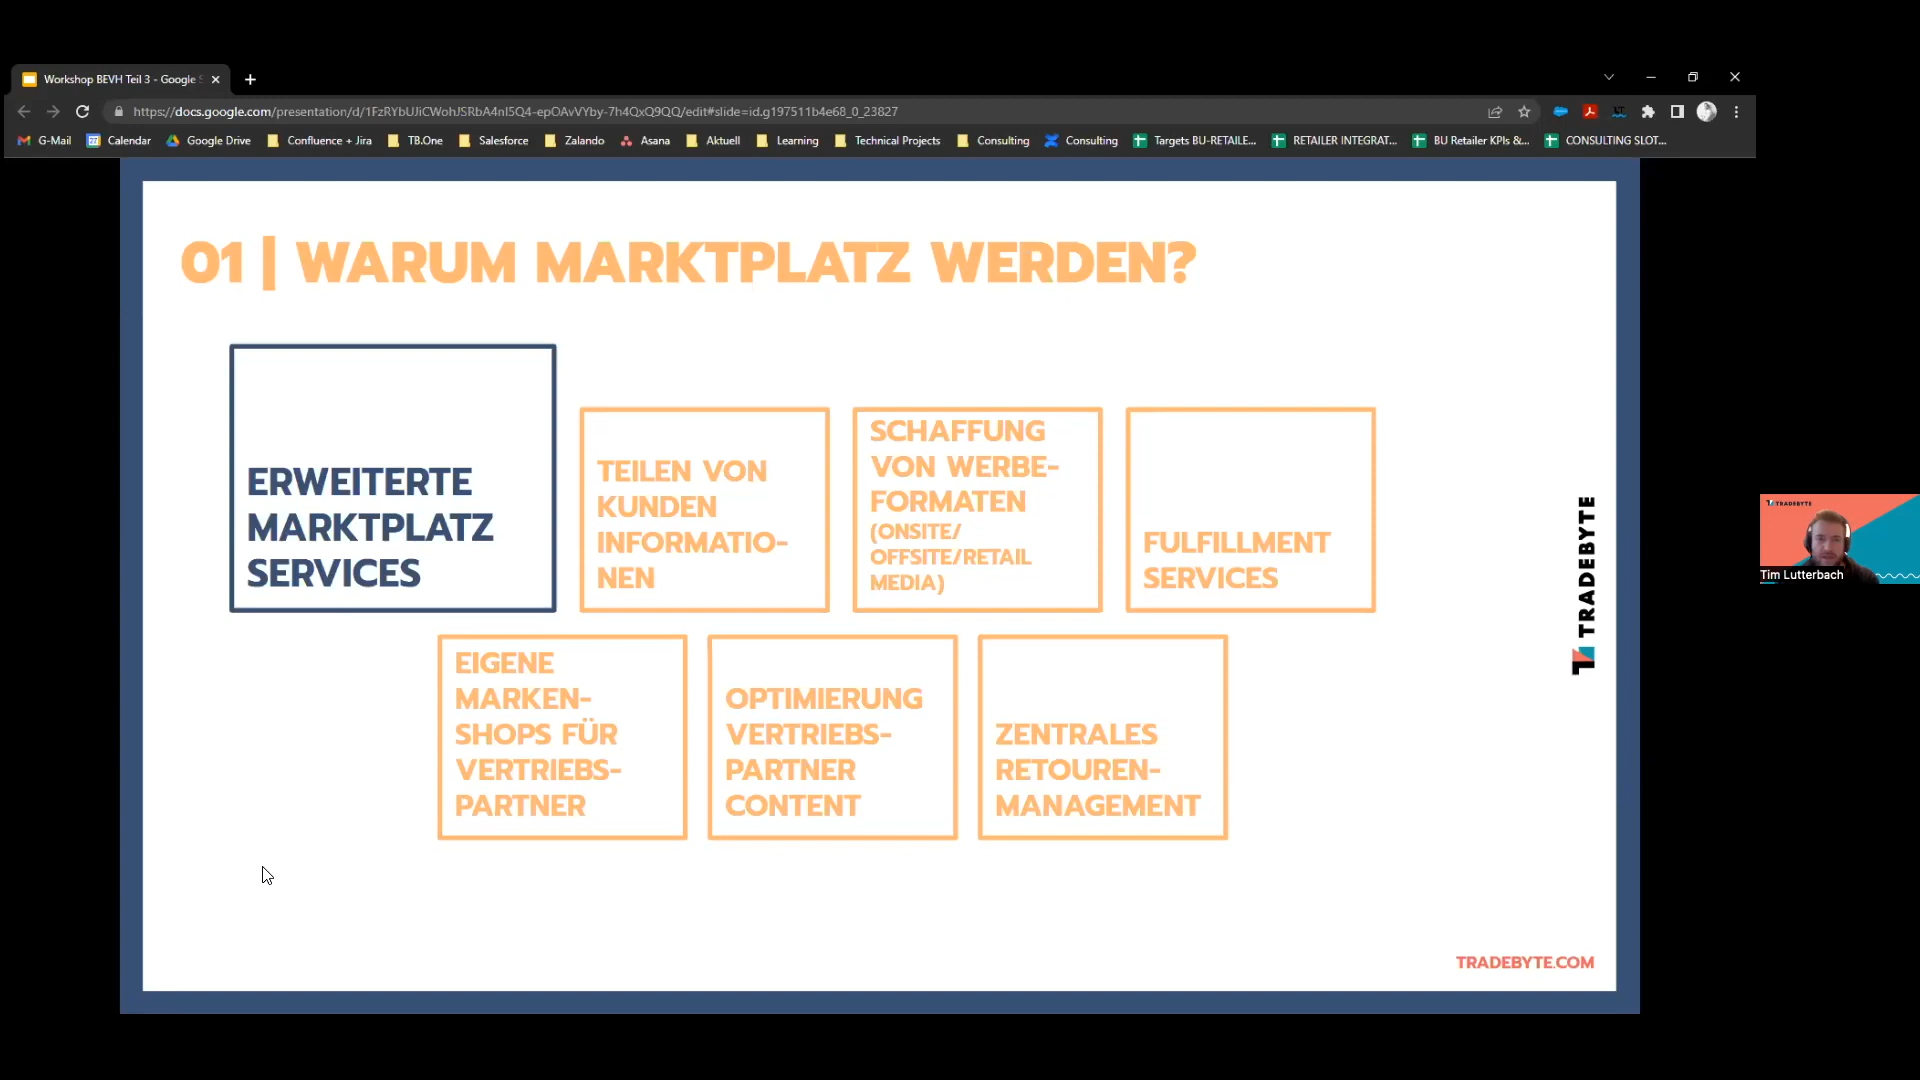 Workshop BEVH Teil 3 - Google S
https://docs.google.com/presentation/d/1FzRYbUJiCWohJSRbA4nI5Q4-epOAvVYby-7h4QxQ9QQ/edit#slide=id.g197511b4e68_0_23827
G-Mail Calendar Google Drive Confluence + Jira TB.One Salesforce Zalando Asana Aktuell Learning Technical Projects Consulting Consulting Targets BU-RETAILE... RETAILER INTEGRAT... BU Retailer KPIs &... CONSULTING SLOT...
01 | WARUM MARKTPLATZ WERDEN?
ERWEITERTE
MARKTPLATZ
SERVICES
TEILEN VON
KUNDEN
INFORMATIO-
NEN
SCHAFFUNG
VON WERBE-
FORMATEN
(ONSITE/
OFFSITE/RETAIL
MEDIA)
FULFILLMENT
SERVICES
EIGENE
MARKEN-
SHOPS FÜR
VERTRIEBS-
PARTNER
OPTIMIERUNG
VERTRIEBS-
PARTNER
CONTENT
ZENTRALES
RETOUREN-
MANAGEMENT
TRADEBYTE
TRADEBYTE.COM
TRADEBYTE
Tim Lutterbach